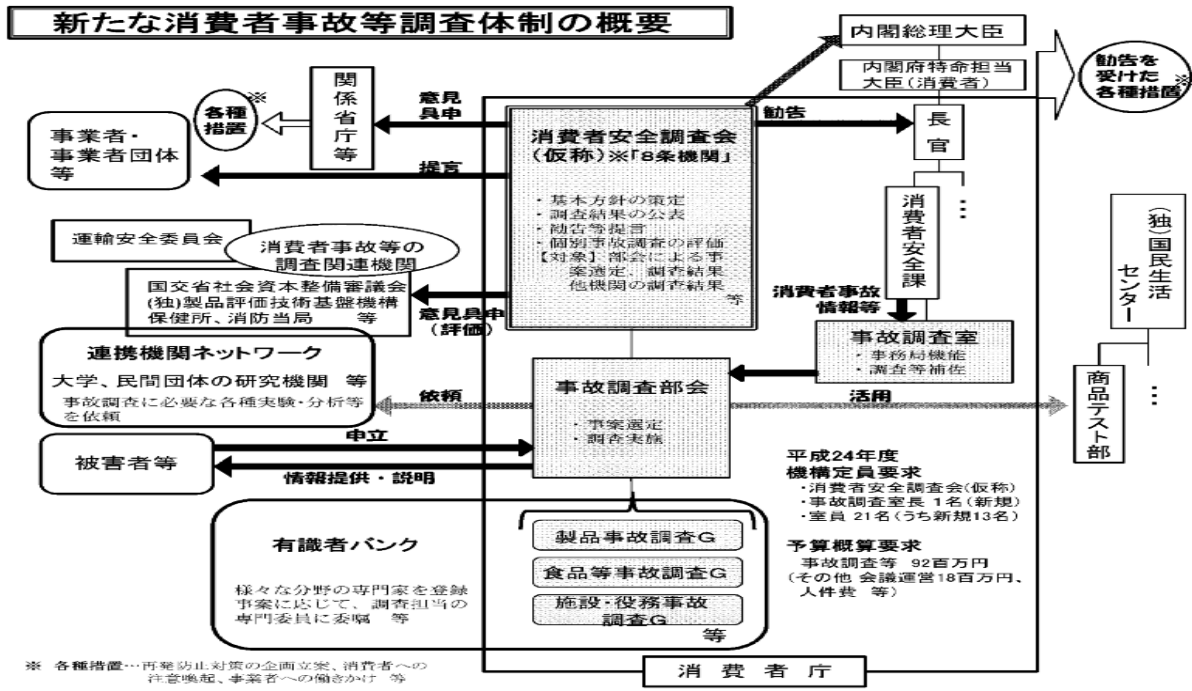 新たな消費者事故等調査体制の概要
内閣総理大臣
内閣府特命担当
大臣(消費者)
勧告を
受けた
各種措置
※
関係省庁等
※
各種
措置
意見
具申
事業者・
事業者団体
等
提言
消費者安全調査会
(仮称)※「8条機関」
・基本方針の策定
・調査結果の公表
・勧告等提言
・個別事故調査の評価
【対象】部会による事
案選定、調査結果
他機関の調査結果
等
勧告
長官
…
消費者安全課
(独)国民生活
センター
運輸安全委員会
消費者事故等の
調査関連機関
国交省社会資本整備審議会
(独)製品評価技術基盤機構
保健所、消防当局 等
意見具申
(評価)
消費者事故
情報等
事故調査室
・事務局機能
・調査等補佐
連携機関ネットワーク
大学、民間団体の研究機関 等
事故調査に必要な各種実験・分析等
を依頼
依頼
事故調査部会
・事案選定
・調査実施
活用
商品テスト部
…
被害者等
申立
情報提供・説明
平成24年度
機構定員要求
・消費者安全調査会(仮称)
・事故調査室長 1名(新規)
・室員 21名(うち新規13名)
予算概算要求
事故調査等 92百万円
(その他 会議運営18百万円、
人件費 等)
有識者バンク
様々な分野の専門家を登録
事案に応じて、調査担当の
専門委員に委嘱 等
製品事故調査G
食品等事故調査G
施設・役務事故
調査G
等
※ 各種措置…再発防止対策の企画立案、消費者への
注意喚起、事業者への働きかけ 等
消費者庁